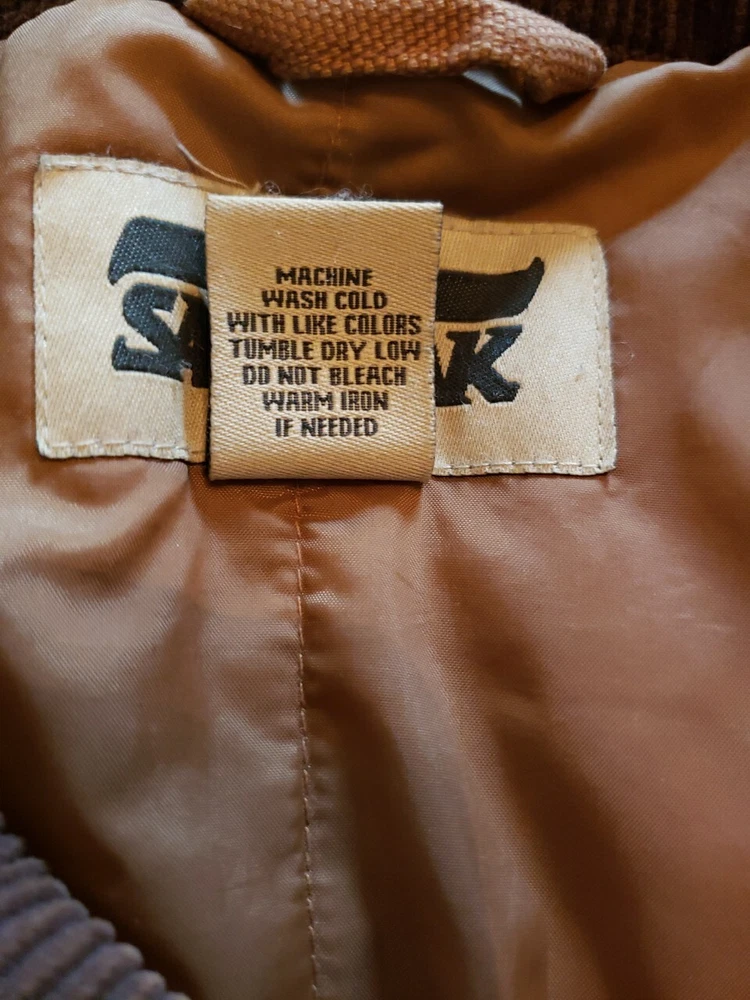 MACHINE
WASH COLD
WITH LIKE COLORS
TUMBLE DRY LOW
DO NOT BLEACH
WARM IRON
IF NEEDED